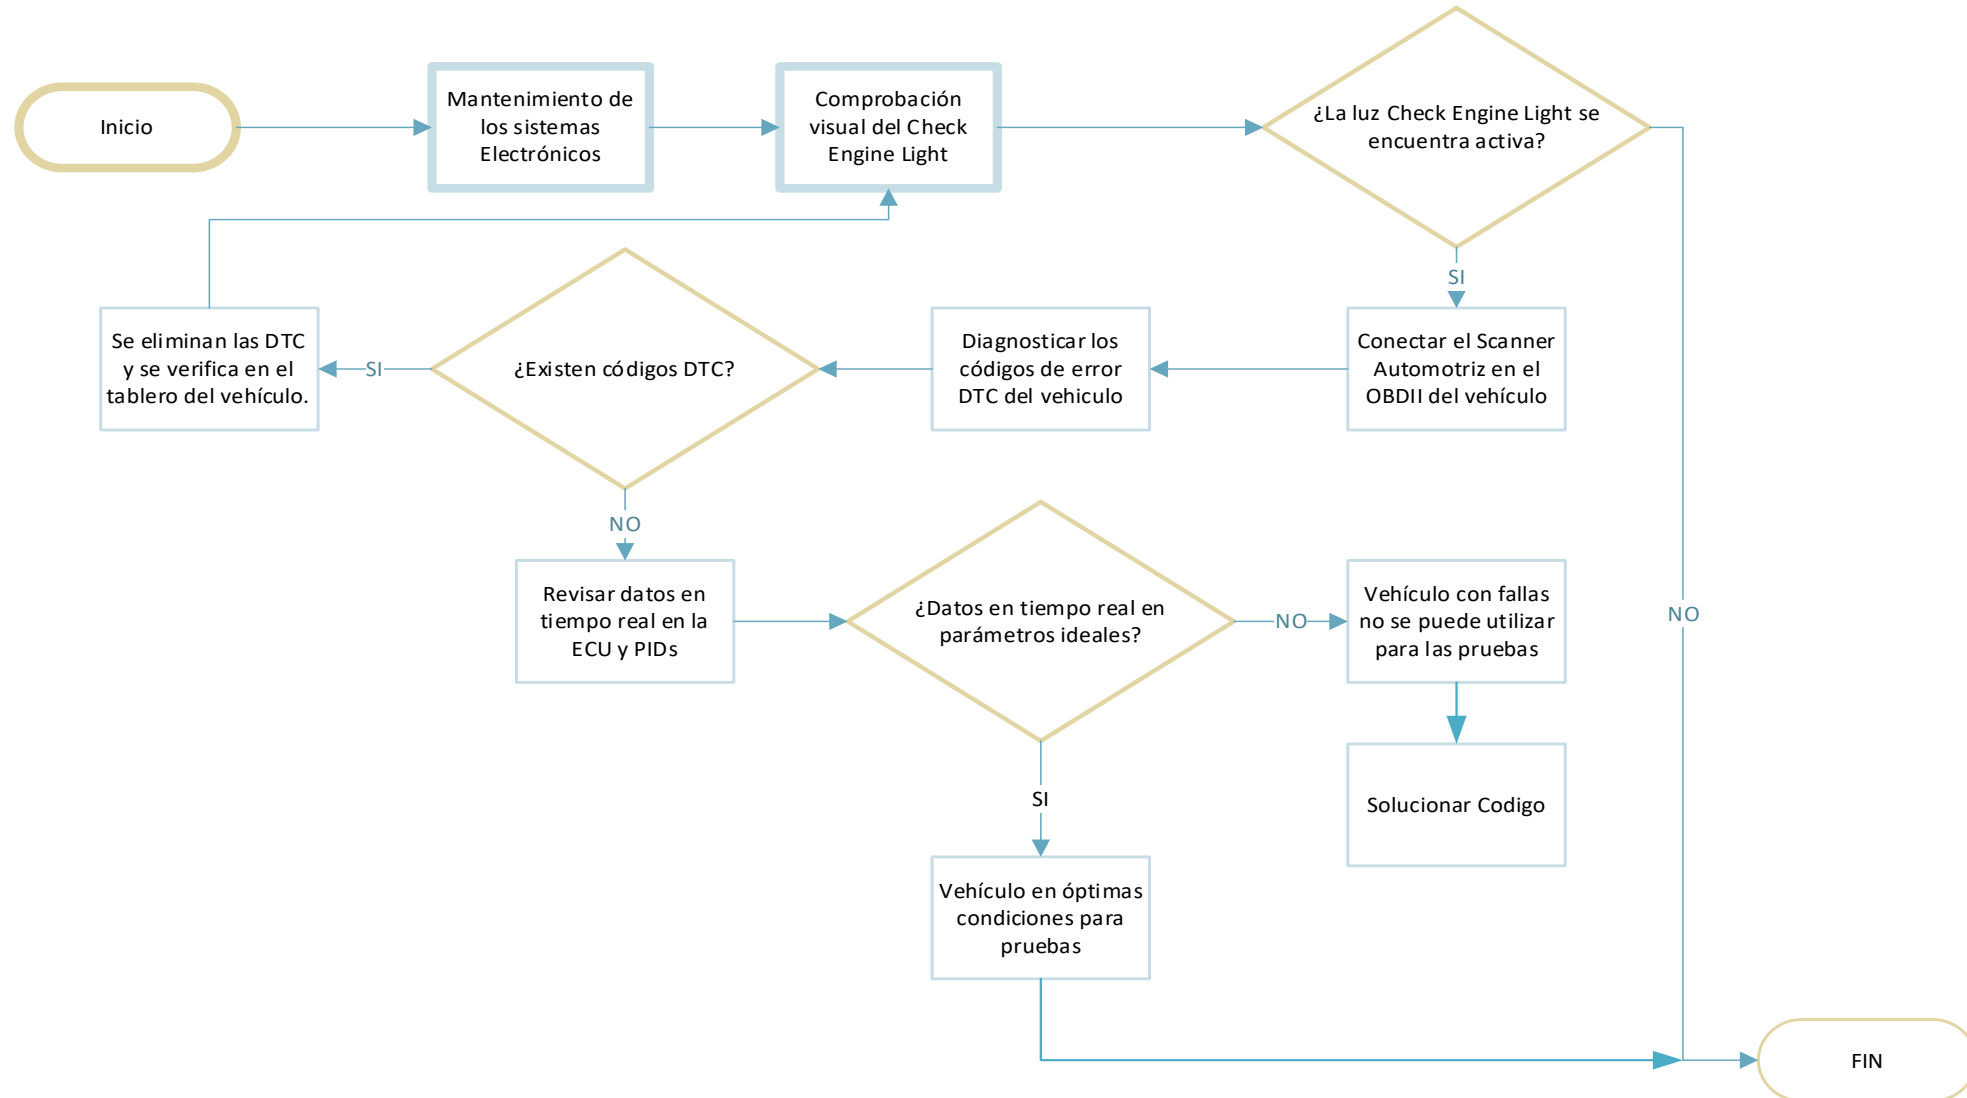 Inicio
Mantenimiento de
los sistemas
Electrónicos
Comprobación
visual del Check
Engine Light
¿La luz Check Engine Light se
encuentra activa?
SI
NO
Conectar el Scanner
Automotriz en el
OBDII del vehículo
Diagnosticar los
códigos de error
DTC del vehiculo
¿Existen códigos DTC?
SI
Se eliminan las DTC
y se verifica en el
tablero del vehículo.
NO
Revisar datos en
tiempo real en la
ECU y PIDs
¿Datos en tiempo real en
parámetros ideales?
NO
Vehículo con fallas
no se puede utilizar
para las pruebas
Solucionar Codigo
SI
Vehículo en óptimas
condiciones para
pruebas
FIN